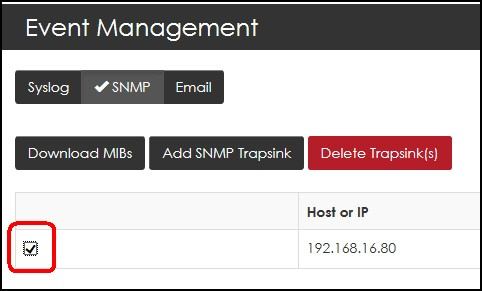 Event Management
Syslog SNMP Email
Download MIBs Add SNMP Trapsink Delete Trapsink(s)
Host or IP
192.168.16.80